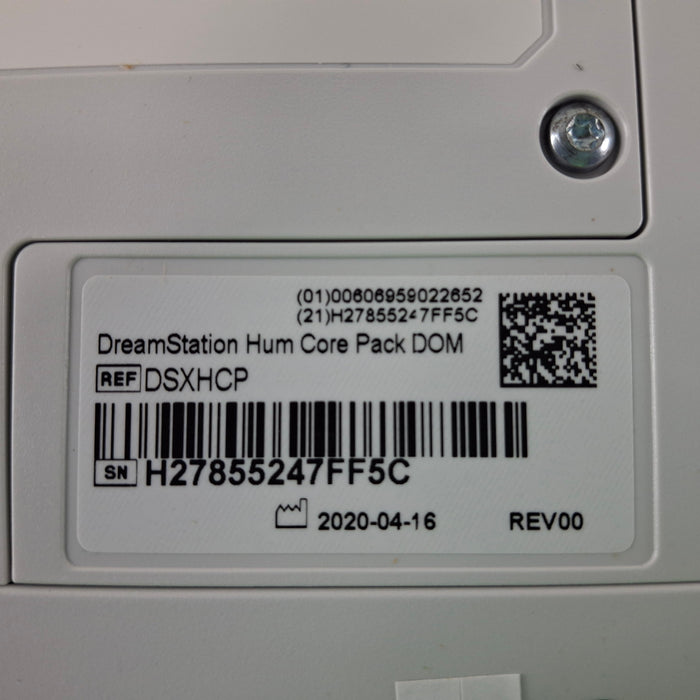 (01)00606959022652
(21)H27855247FF5C
DreamStation Hum Core Pack DOM
REF DSXHCP
SN H27855247FF5C
2020-04-16 REV00